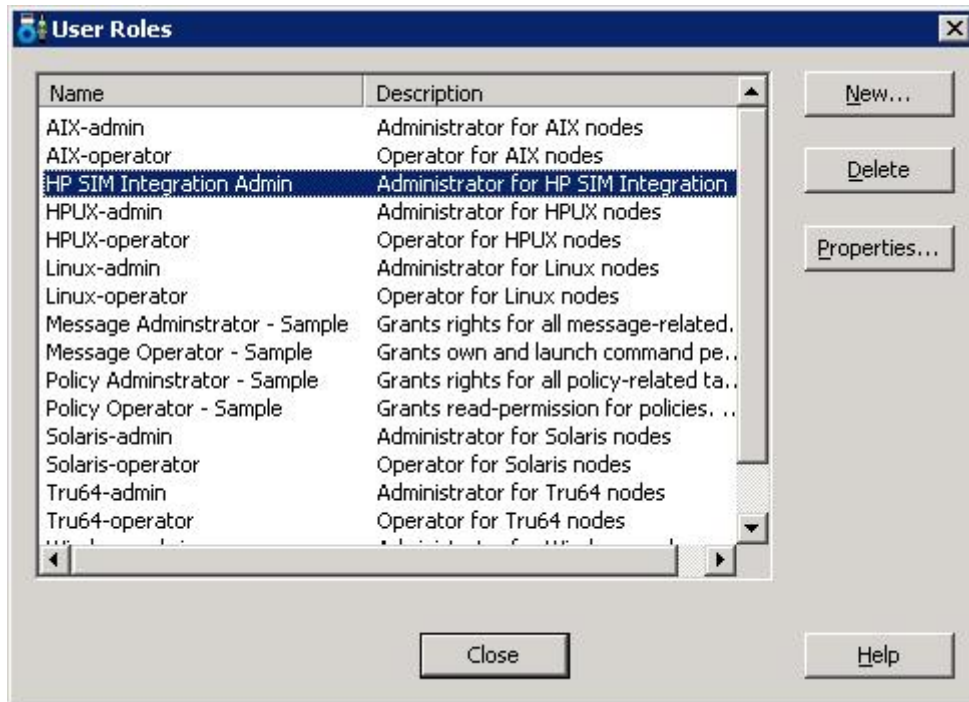 User Roles
Name Description
AIX-admin Administrator for AIX nodes
AIX-operator Operator for AIX nodes
HP SIM Integration Admin Administrator for HP SIM Integration
HPUX-admin Administrator for HPUX nodes
HPUX-operator Operator for HPUX nodes
Linux-admin Administrator for Linux nodes
Linux-operator Operator for Linux nodes
Message Adminstrator - Sample Grants rights for all message-related.
Message Operator - Sample Grants own and launch command pe..
Policy Adminstrator - Sample Grants rights for all policy-related ta..
Policy Operator - Sample Grants read-permission for policies. ..
Solaris-admin Administrator for Solaris nodes
Solaris-operator Operator for Solaris nodes
Tru64-admin Administrator for Tru64 nodes
Tru64-operator Operator for Tru64 nodes
New...
Delete
Properties...
Close
Help